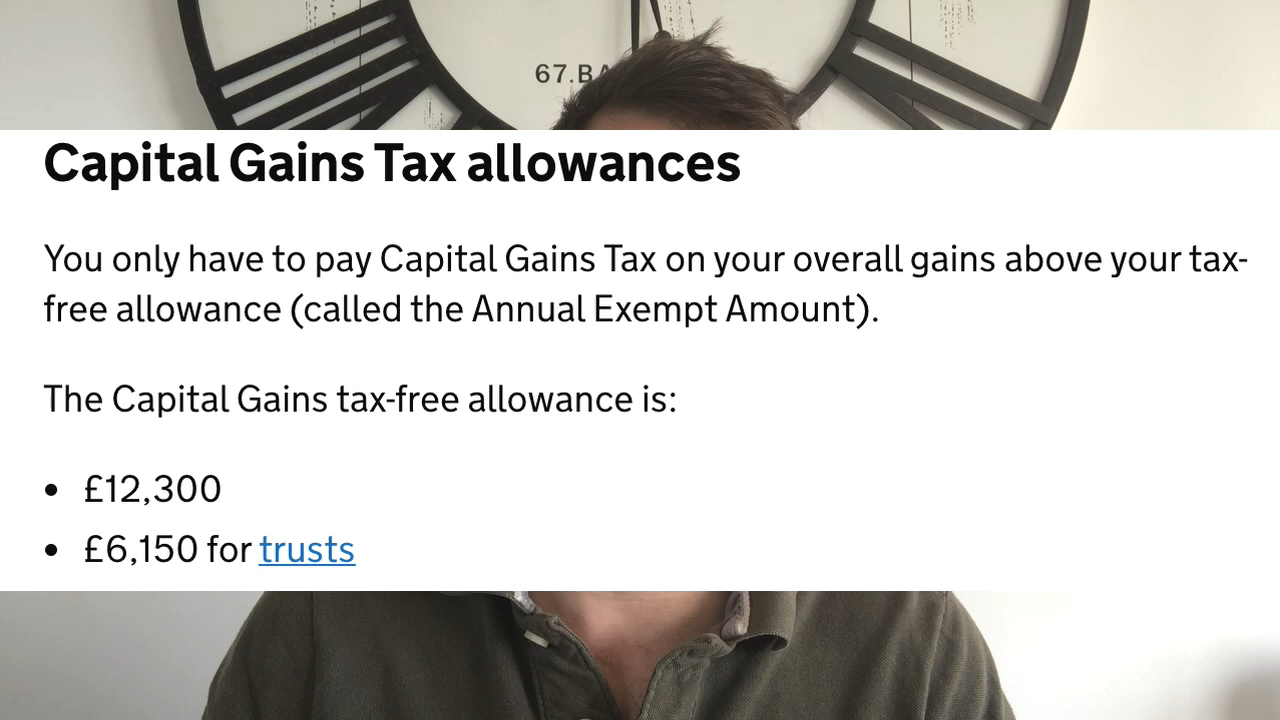 67.BA
Capital Gains Tax allowances
You only have to pay Capital Gains Tax on your overall gains above your tax-
free allowance (called the Annual Exempt Amount).
The Capital Gains tax-free allowance is:
• £12,300
• £6,150 for trusts